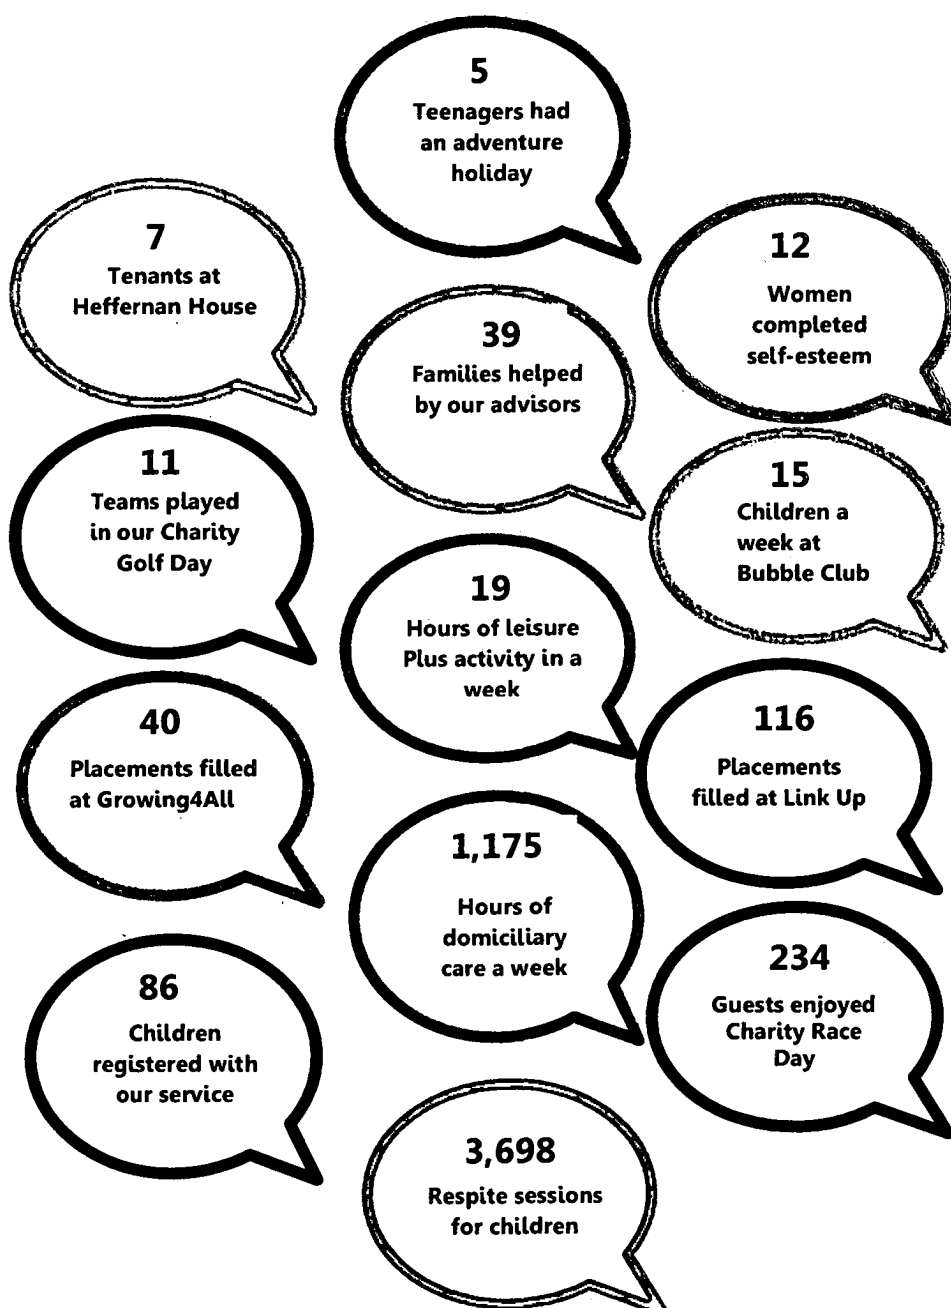 5
Teenagers had
an adventure
holiday
7
Tenants at
Heffernan House
12
Women
completed
self-esteem
39
Families helped
by our advisors
11
Teams played
in our Charity
Golf Day
15
Children a
week at
Bubble Club
19
Hours of leisure
Plus activity in a
week
40
Placements filled
at Growing4All
116
Placements
filled at Link Up
1,175
Hours of
domiciliary
care a week
86
Children
registered with
our service
234
Guests enjoyed
Charity Race
Day
3,698
Respite sessions
for children